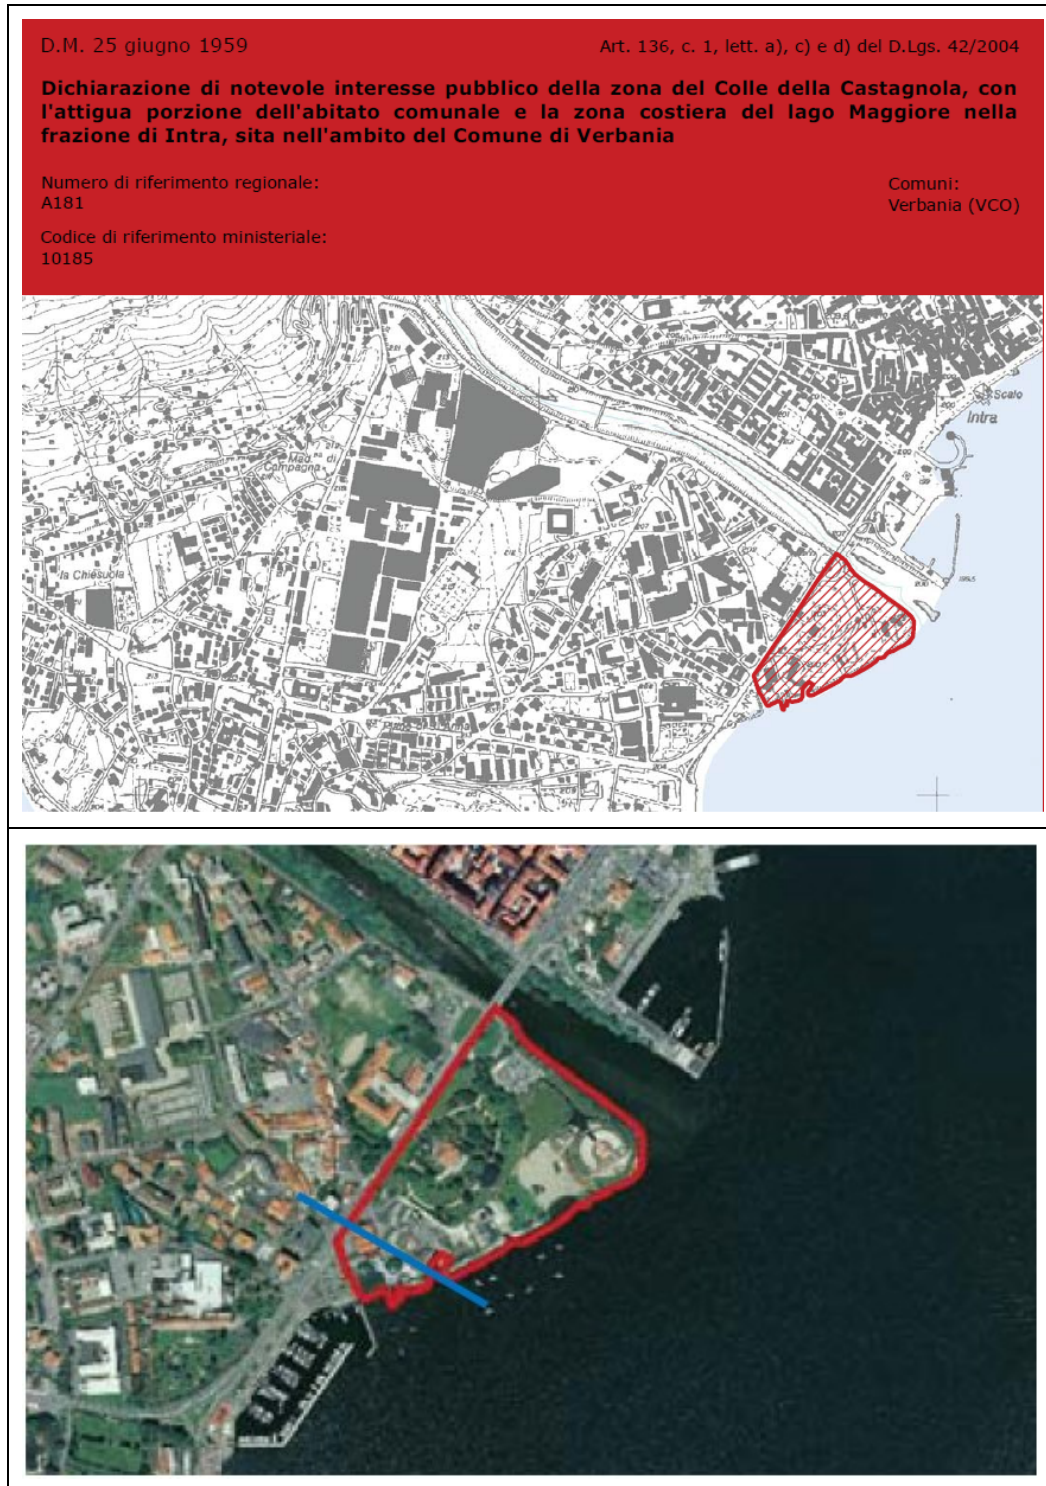 D.M. 25 giugno 1959
Art. 136, c. 1, lett. a), c) e d) del D.Lgs. 42/2004
Dichiarazione di notevole interesse pubblico della zona del Colle della Castagnola, con
l'attigua porzione dell'abitato comunale e la zona costiera del lago Maggiore nella
frazione di Intra, sita nell'ambito del Comune di Verbania
Numero di riferimento regionale:
A181
Comuni:
Verbania (VCO)
Codice di riferimento ministeriale:
10185
Scalo
Intra
Mad.na di
Campagna
la Chiesuola